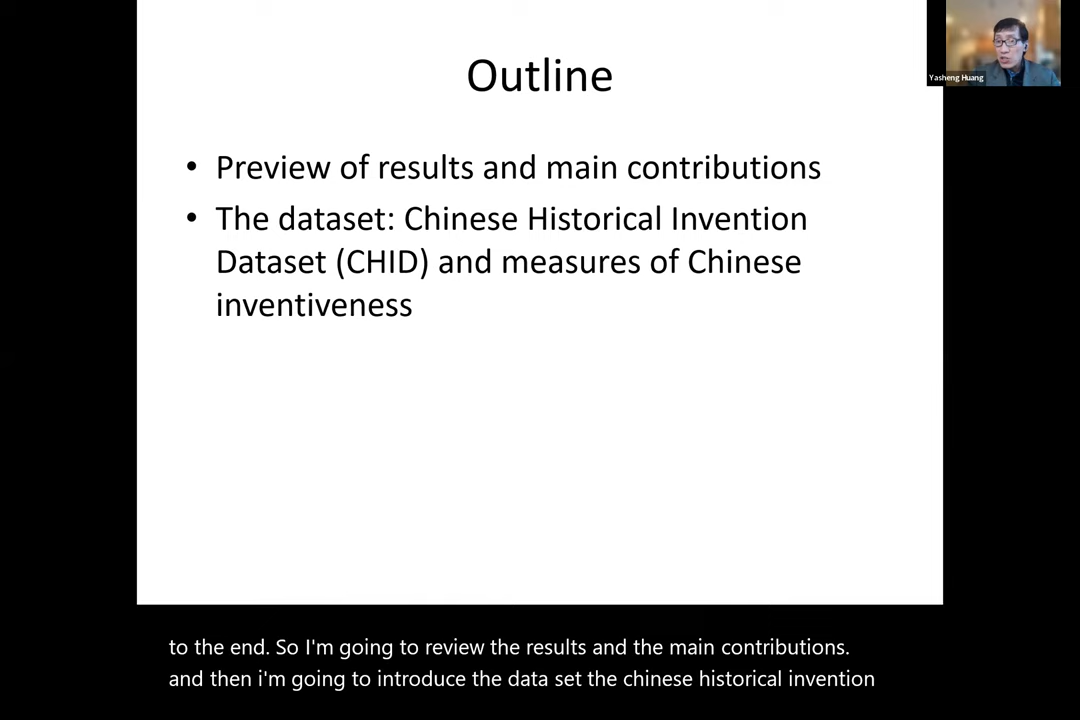 Outline
Yasheng Huang
• Preview of results and main contributions
• The dataset: Chinese Historical Invention
Dataset (CHID) and measures of Chinese
inventiveness
to the end. So I'm going to review the results and the main contributions.
and then i'm going to introduce the data set the chinese historical invention